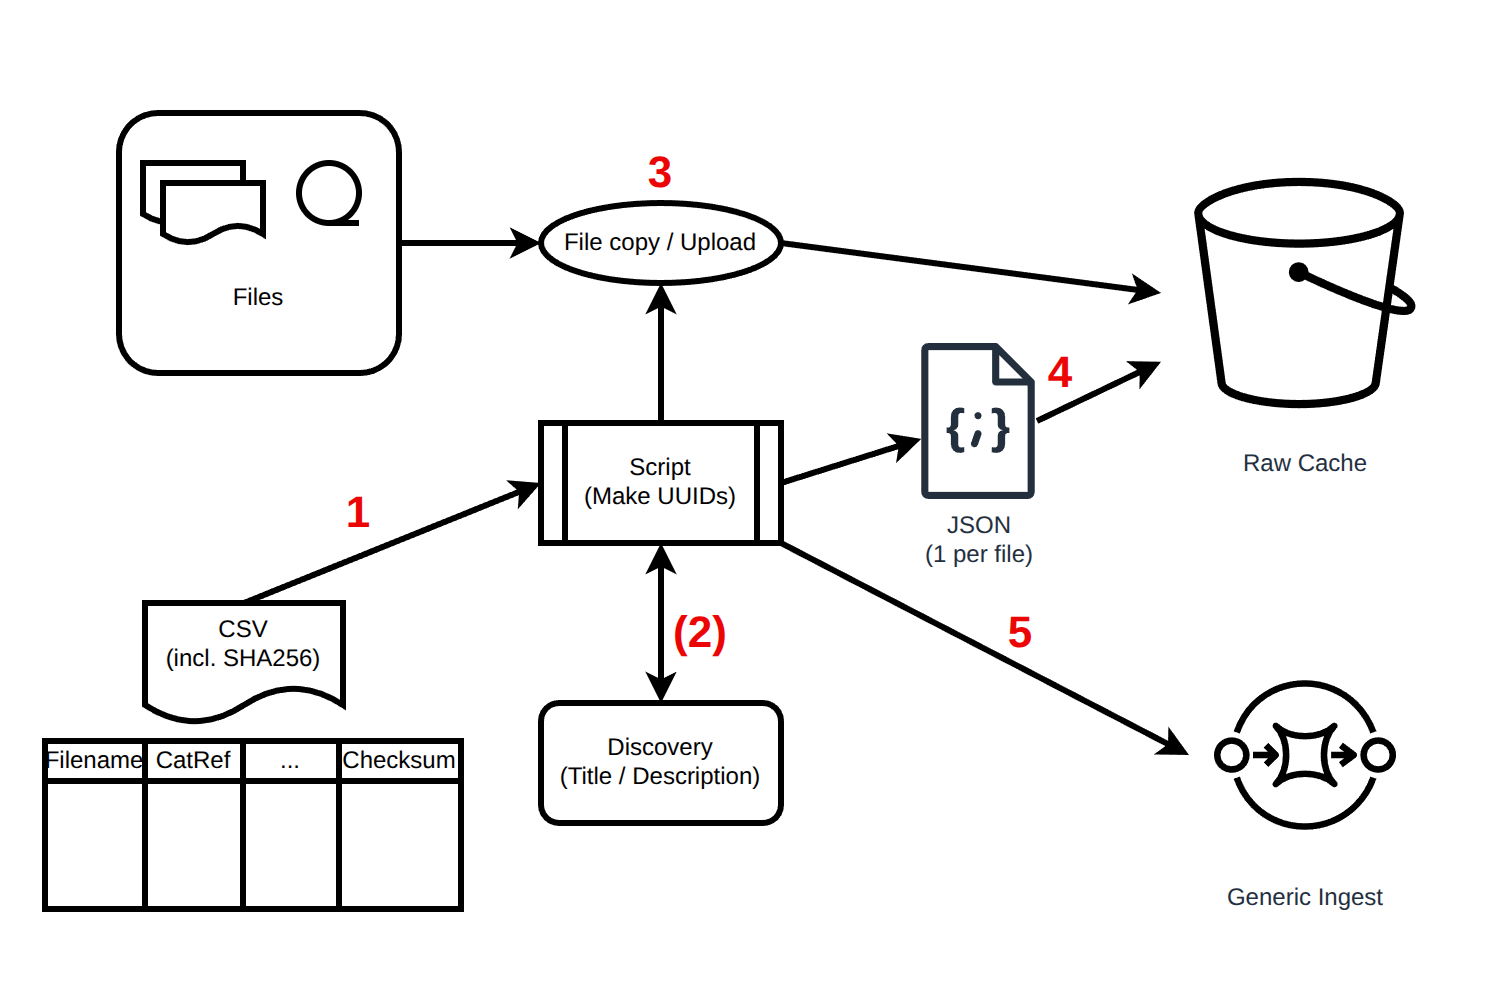 3
File copy / Upload
Files
4
{;}
Script
(Make UUIDs)
Raw Cache
1
JSON
(1 per file)
CSV
(incl. SHA256)
(2)
5
Discovery
(Title / Description)
Filename CatRef ... Checksum
Generic Ingest